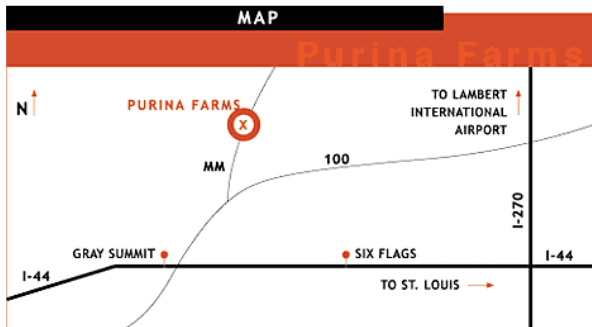 MAP
Purina Farms
N
PURINA FARMS
X
TO LAMBERT
INTERNATIONAL
AIRPORT
MM
100
I-270
GRAY SUMMIT
SIX FLAGS
I-44
I-44
TO ST. LOUIS